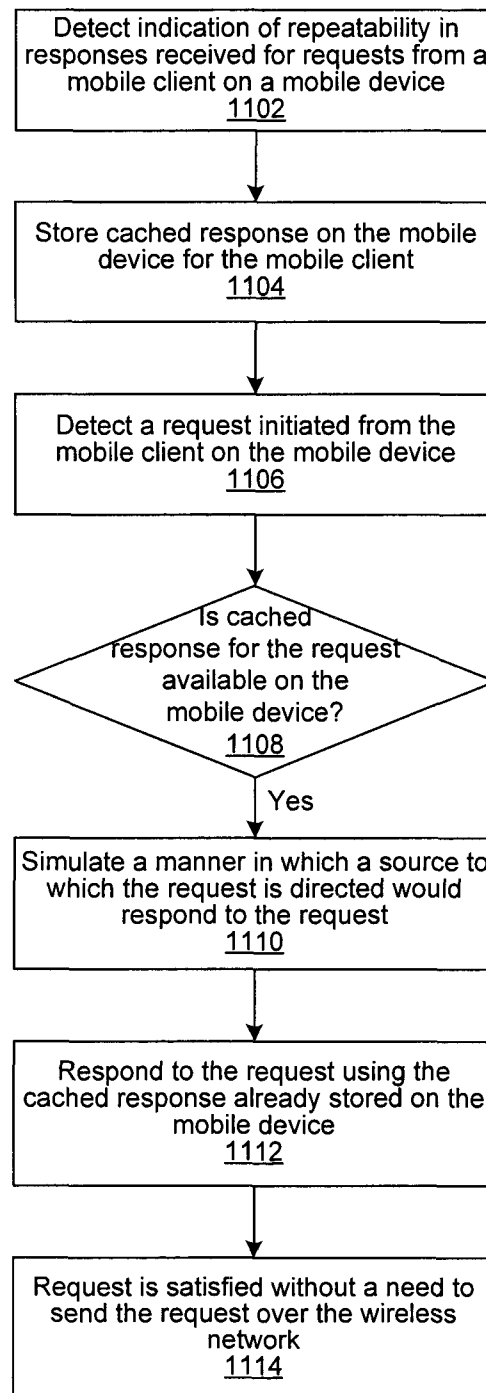 Detect indication of repeatability in
responses received for requests from a
mobile client on a mobile device
1102
Store cached response on the mobile
device for the mobile client
1104
Detect a request initiated from the
mobile client on the mobile device
1106
Is cached
response for the request
available on the
mobile device?
1108
Yes
Simulate a manner in which a source to
which the request is directed would
respond to the request
1110
Respond to the request using the
cached response already stored on the
mobile device
1112
Request is satisfied without a need to
send the request over the wireless
network
1114